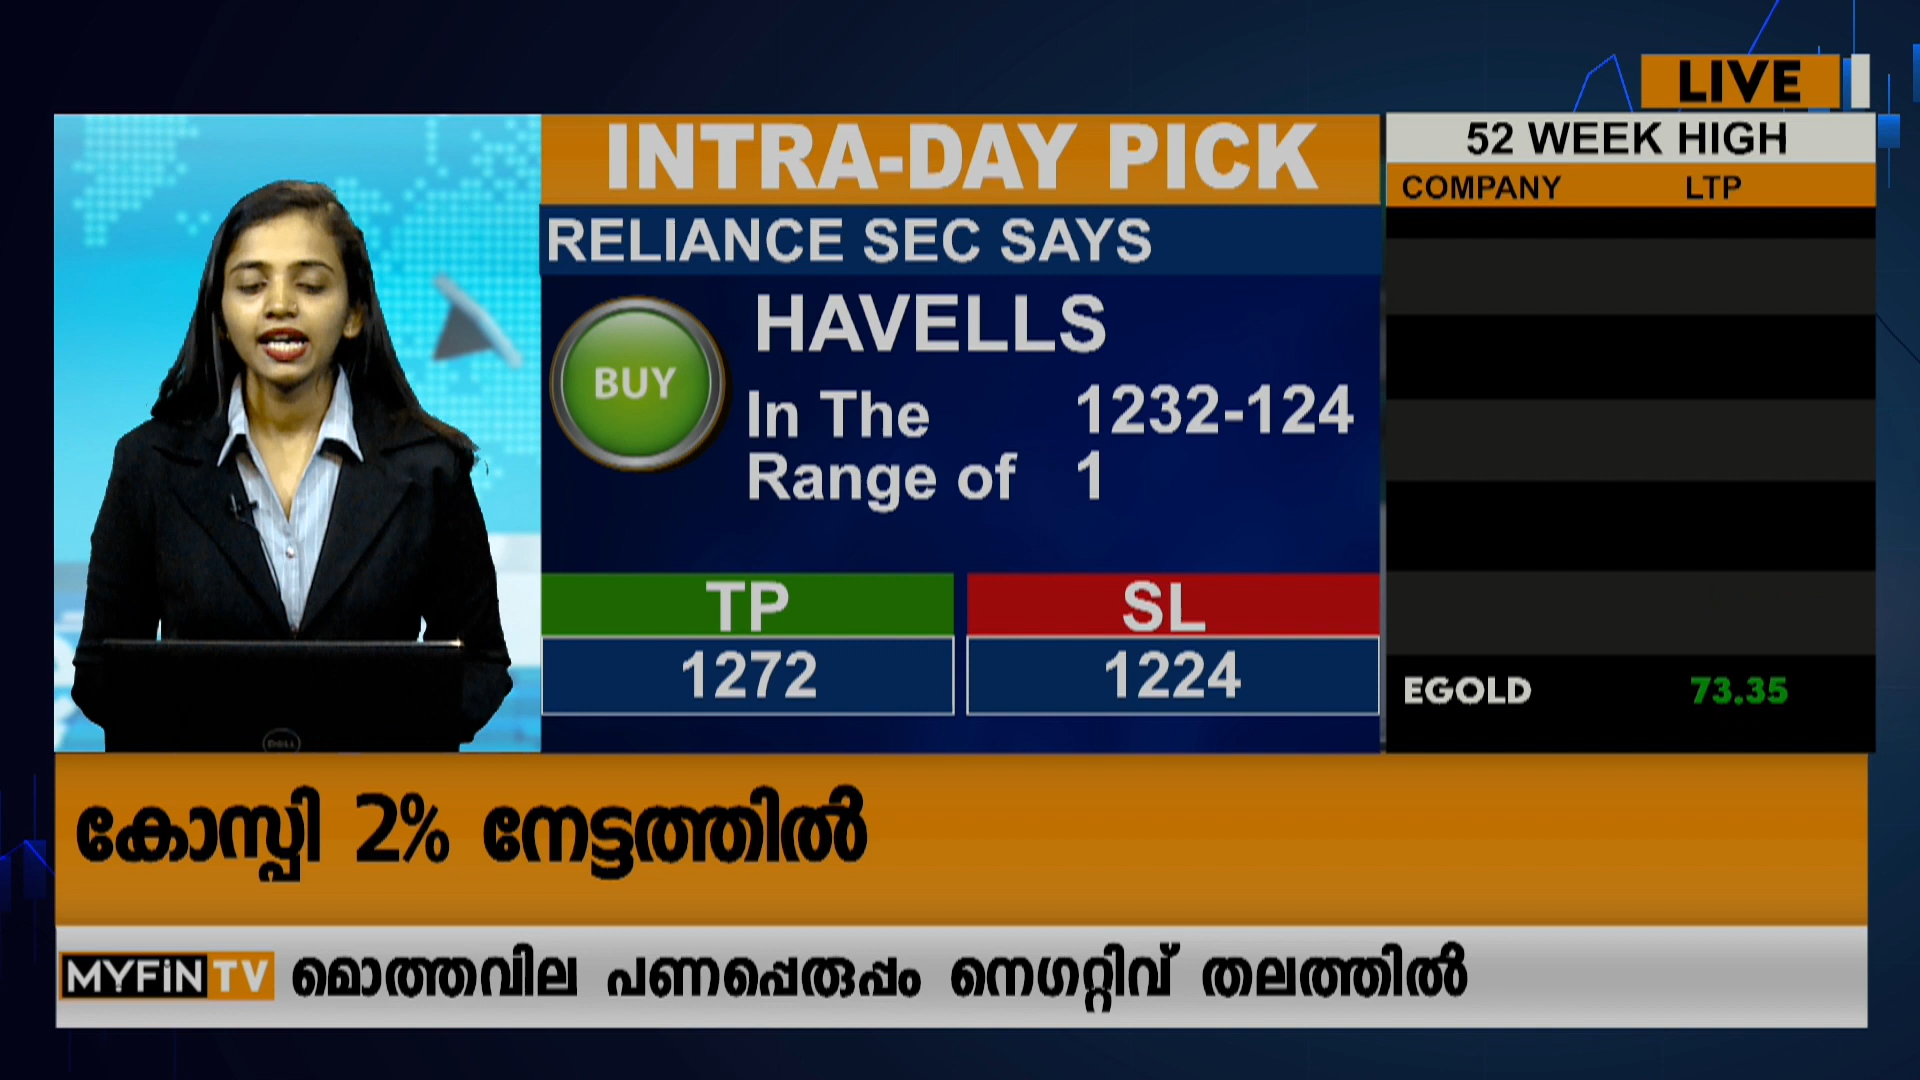 LIVE
INTRA-DAY PICK
RELIANCE SEC SAYS
BUY
HAVELLS
In The
Range of
1232-124
1
TP
SL
1272
1224
52 WEEK HIGH
COMPANY LTP
EGOLD 73.35
DELL
കോസ്പി 2% നേട്ടത്തിൽ
MYFiN TV മൊത്തവില പണപ്പെരുപ്പം നെഗറ്റിവ് തലത്തിൽ